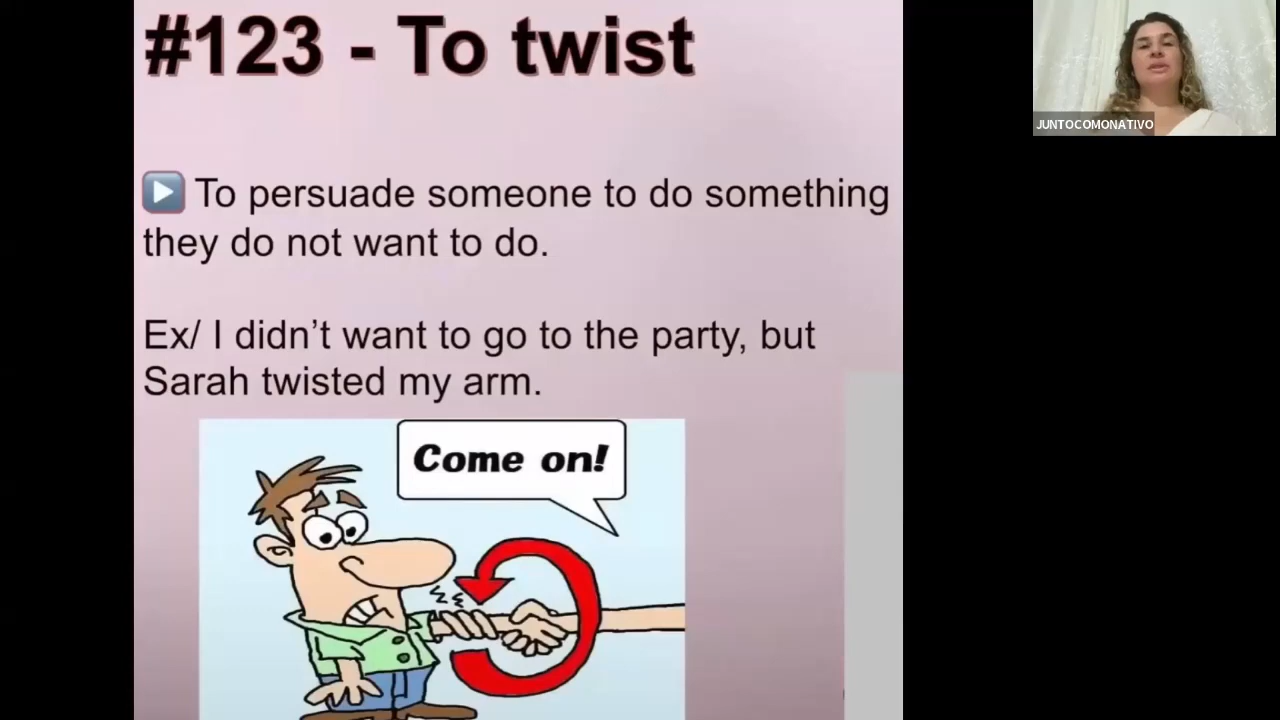 #123 - To twist
JUNTOCOMONATIVO
To persuade someone to do something
they do not want to do.
Ex/ I didn’t want to go to the party, but
Sarah twisted my arm.
Come on!